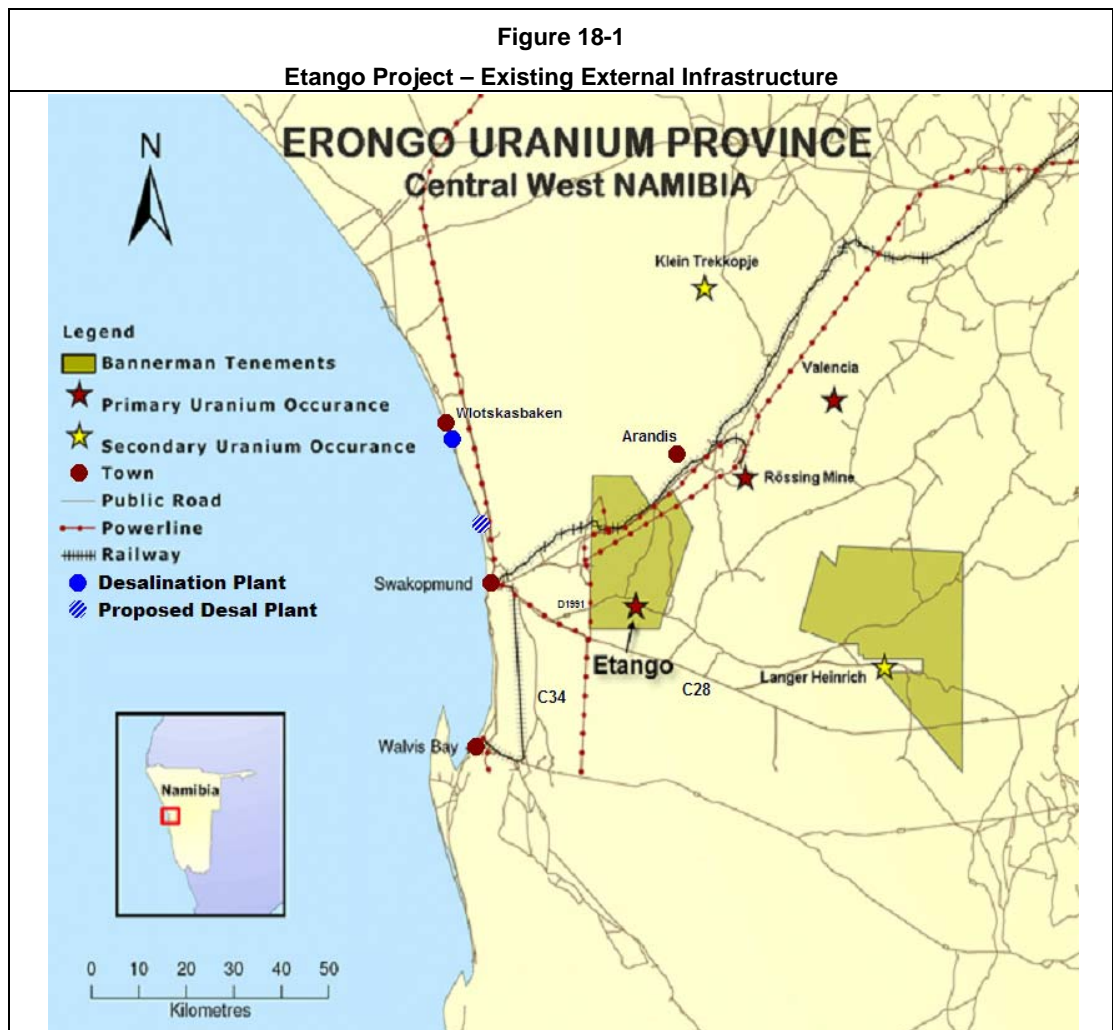 Figure 18-1
Etango Project – Existing External Infrastructure
N
ERONGO URANIUM PROVINCE
Central West NAMIBIA
Klein Trekkopje
Legend
Bannerman Tenements
Primary Uranium Occurance
Secondary Uranium Occurance
Town
Public Road
Powerline
Railway
Desalination Plant
Proposed Desal Plant
Valencia
Wlotskasbaken
Arandis
Rössing Mine
Swakopmund
D1991
Etango
Langer Heinrich
C34
C28
Walvis Bay
Namibia
0 10 20 30 40 50
Kilometres